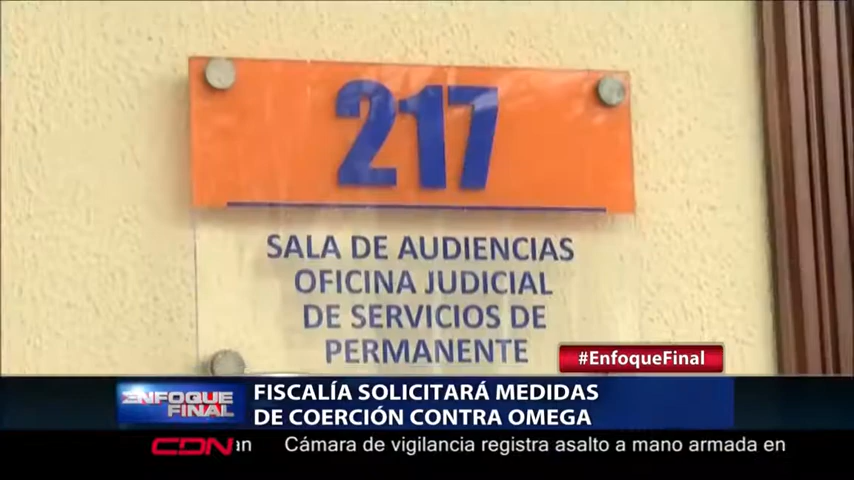 217
SALA DE AUDIENCIAS
OFICINA JUDICIAL
DE SERVICIOS DE
PERMANENTE
#EnfoqueFinal
ENFOQUE
FINAL
FISCALÍA SOLICITARÁ MEDIDAS
DE COERCIÓN CONTRA OMEGA
CDN an Cámara de vigilancia registra asalto a mano armada en